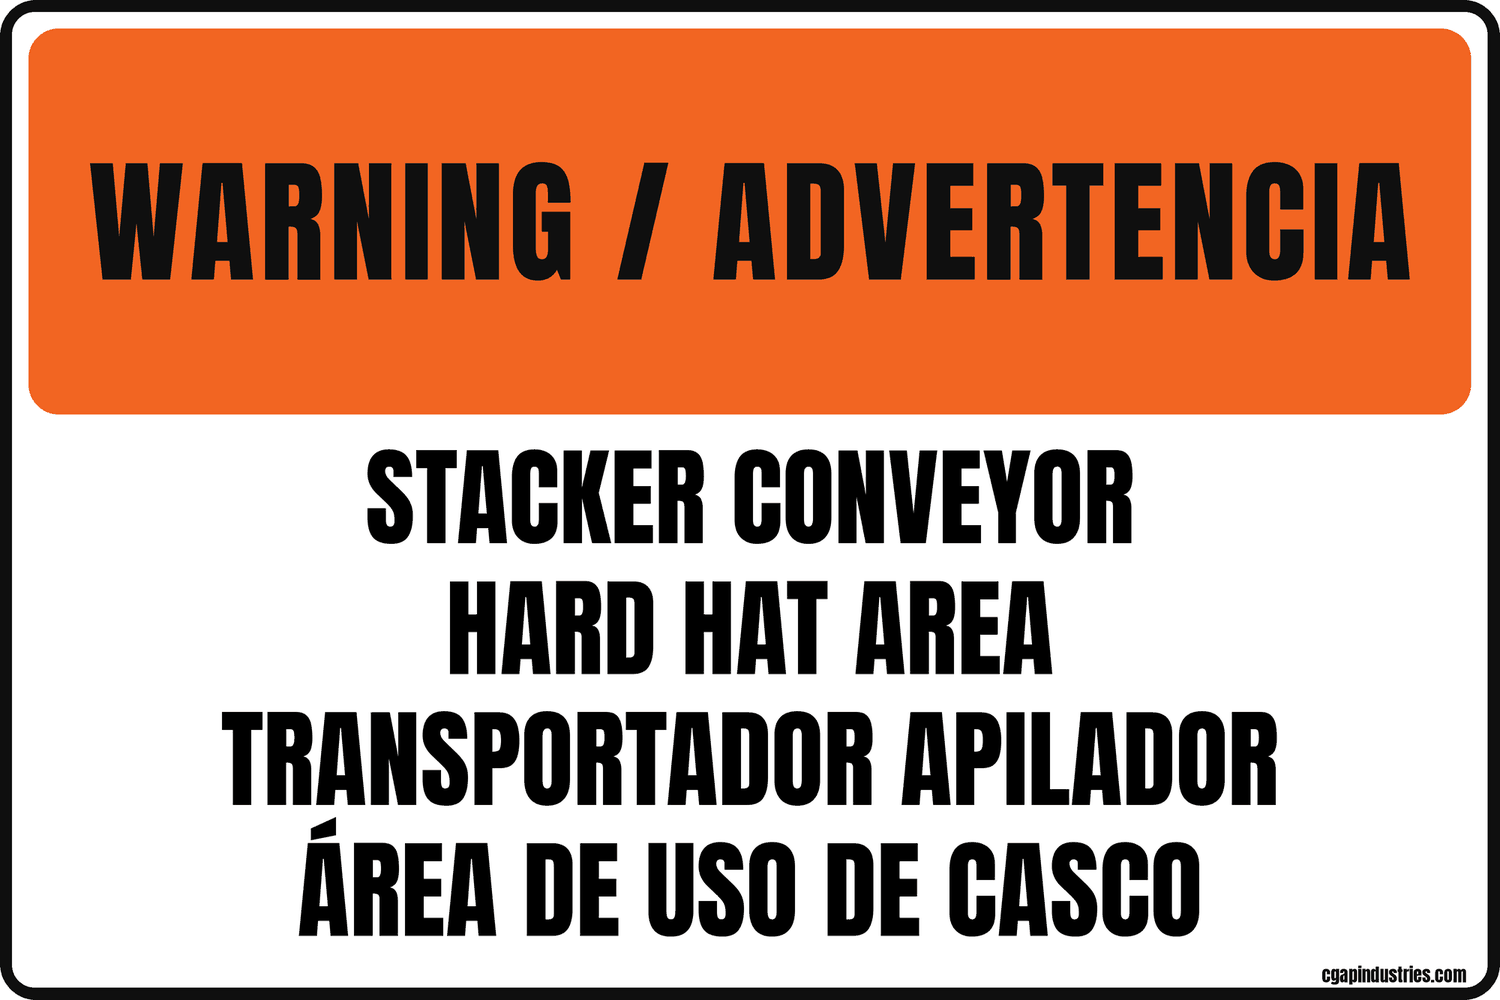 WARNING / ADVERTENCIA
STACKER CONVEYOR
HARD HAT AREA
TRANSPORTADOR APILADOR
ÁREA DE USO DE CASCO
cgapindustries.com